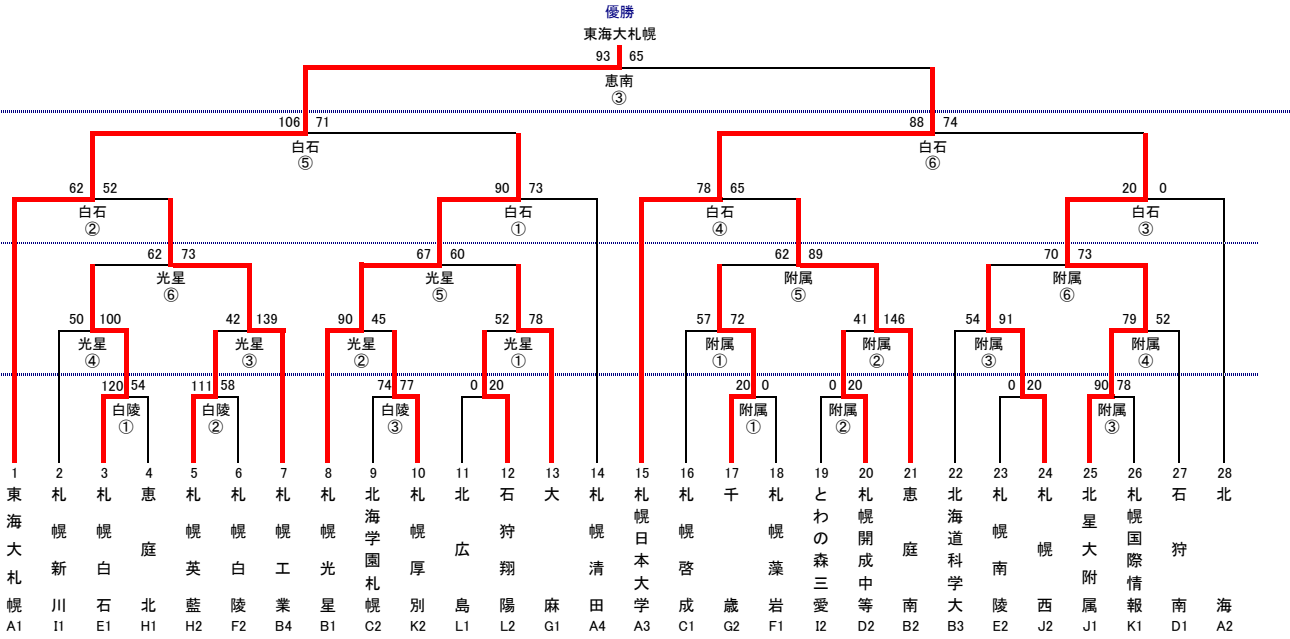 優勝
東海大札幌
93 65
恵南
③
106 71 88 74
白石 白石
⑤ ⑥
62 52 90 73 78 65 20 0
白石 白石 白石 白石
② ① ④ ③
62 73 67 60 62 89 70 73
光星 光星 附属 附属
⑥ ⑤ ⑤ ⑥
50 100 42 139 90 45 52 78 57 72 41 146 54 91 79 52
光星 光星 光星 光星 附属 附属 附属 附属
④ ③ ② ① ① ② ③ ④
120 54 111 58 74 77 0 20 20 0 0 20 0 20 90 78
白陵 白陵 白陵 附属 附属 附属
① ② ③ ① ② ③
1 東海大札幌 A1
2 札幌新川 I1
3 札幌白石 E1
4 恵庭北 H1
5 札幌英藍 H2
6 札幌白陵 F2
7 札幌工業 B4
8 札幌光星 B1
9 北海学園札幌 C2
10 札幌厚別 K2
11 北広島 L1
12 石狩翔陽 L2
13 大麻 G1
14 札幌清田 A4
15 札幌日本大学 A3
16 札幌啓成 C1
17 千歳 G2
18 札幌藻岩 F1
19 とわの森三愛 I2
20 札幌開成中等 D2
21 恵庭南 B2
22 北海道科学大 B3
23 札幌南陵 E2
24 札幌西 J2
25 北星大附属 J1
26 札幌国際情報 K1
27 石狩南 D1
28 北海 A2